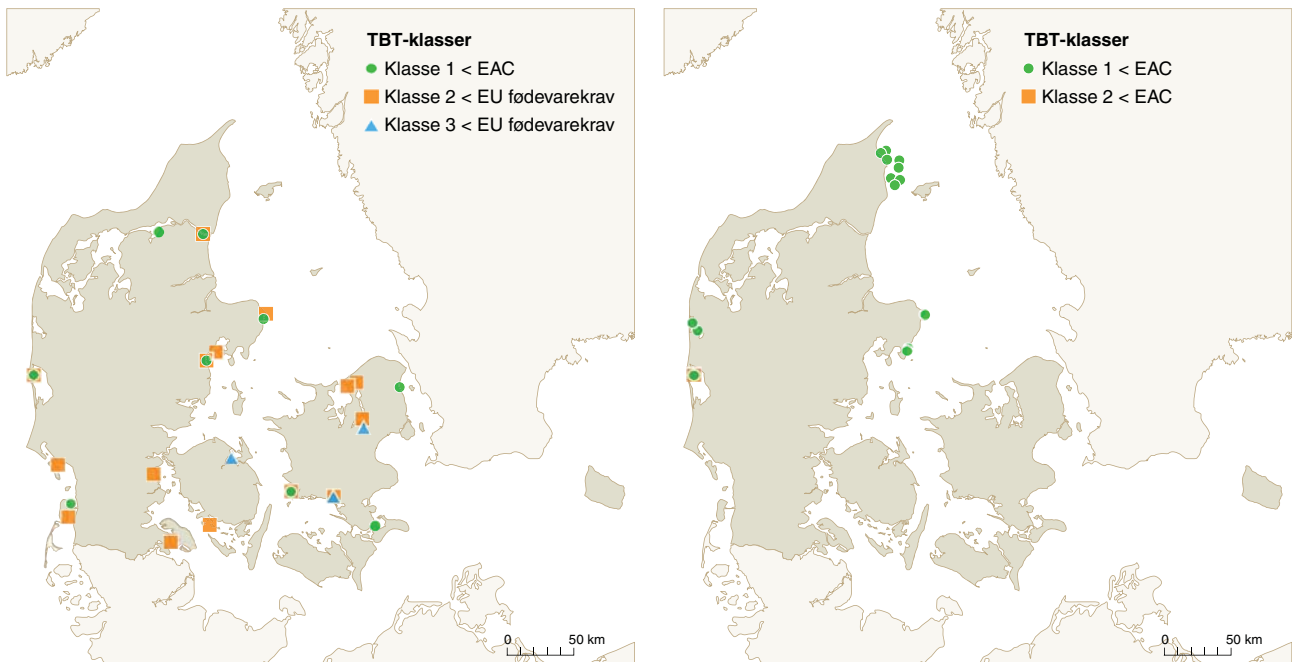 TBT-klasser
Klasse 1 < EAC
Klasse 2 < EU fødevarekrav
Klasse 3 < EU fødevarekrav
0 50 km
TBT-klasser
Klasse 1 < EAC
Klasse 2 < EAC
0 50 km